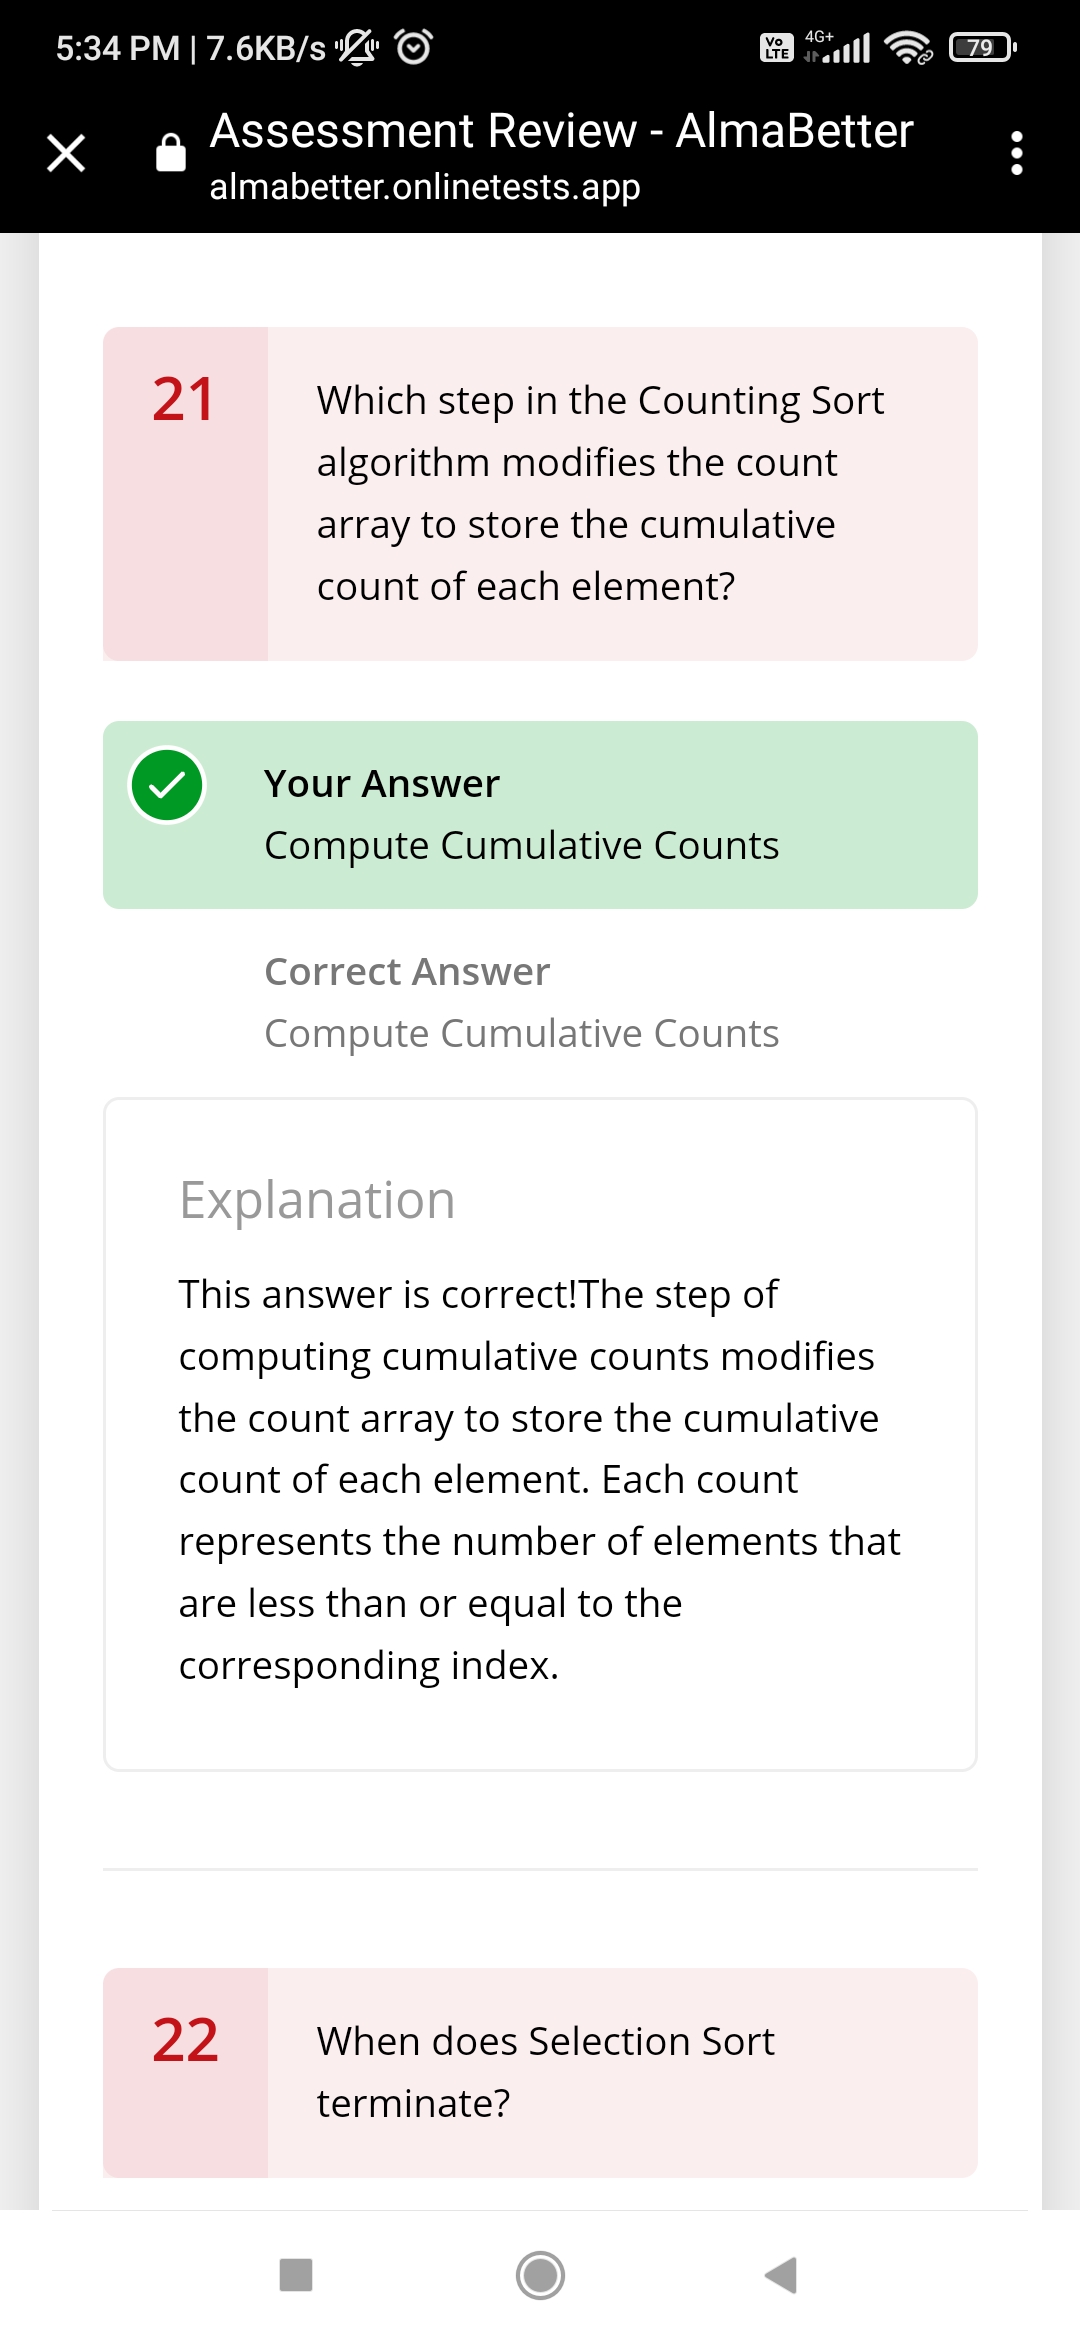 5:34 PM | 7.6KB/s
Vo LTE 4G+ 79
Assessment Review - AlmaBetter
almabetter.onlinetests.app
21
Which step in the Counting Sort
algorithm modifies the count
array to store the cumulative
count of each element?
Your Answer
Compute Cumulative Counts
Correct Answer
Compute Cumulative Counts
Explanation
This answer is correct!The step of
computing cumulative counts modifies
the count array to store the cumulative
count of each element. Each count
represents the number of elements that
are less than or equal to the
corresponding index.
22
When does Selection Sort
terminate?